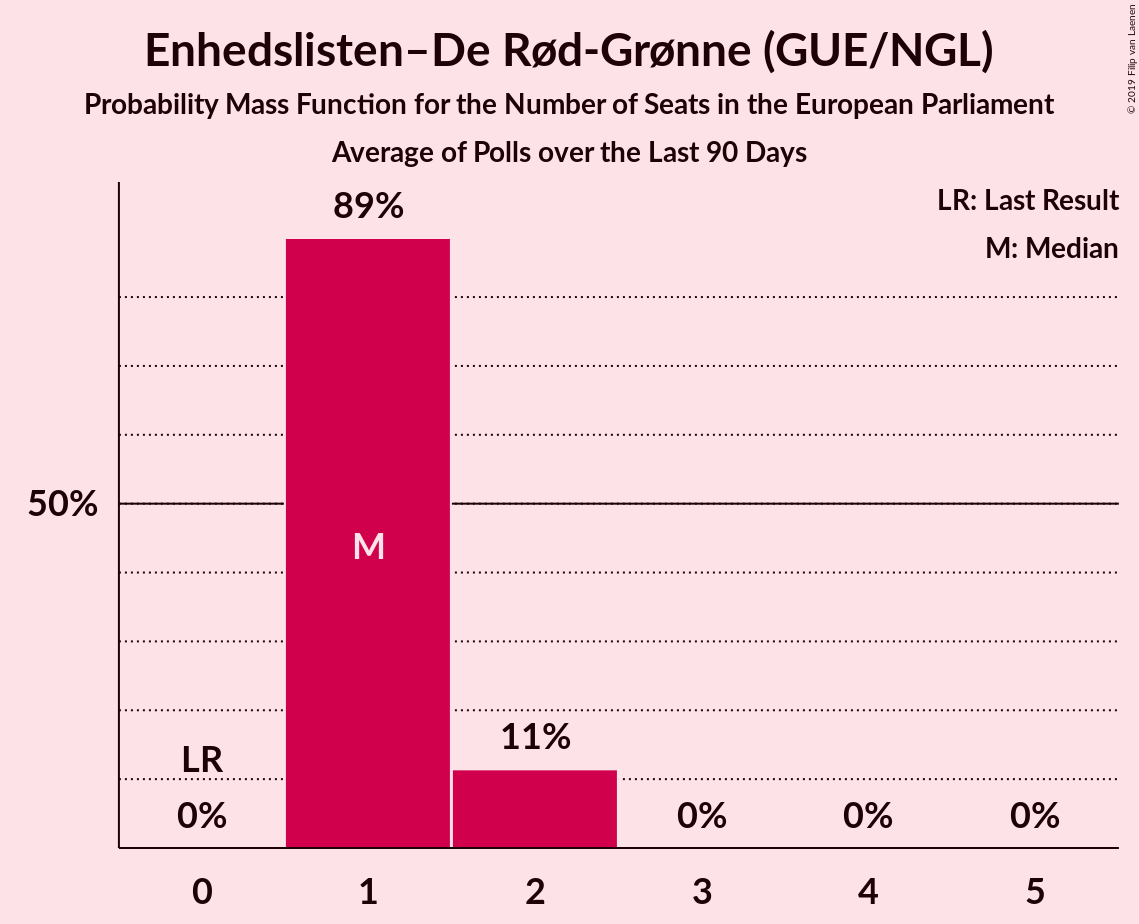 Enhedslisten–De Rød-Grønne (GUE/NGL)
Probability Mass Function for the Number of Seats in the European Parliament
Average of Polls over the Last 90 Days
© 2019 Filip van Laenen
LR: Last Result
M: Median
89%
50%
M
11%
LR
0%
0%
0%
0%
0
1
2
3
4
5